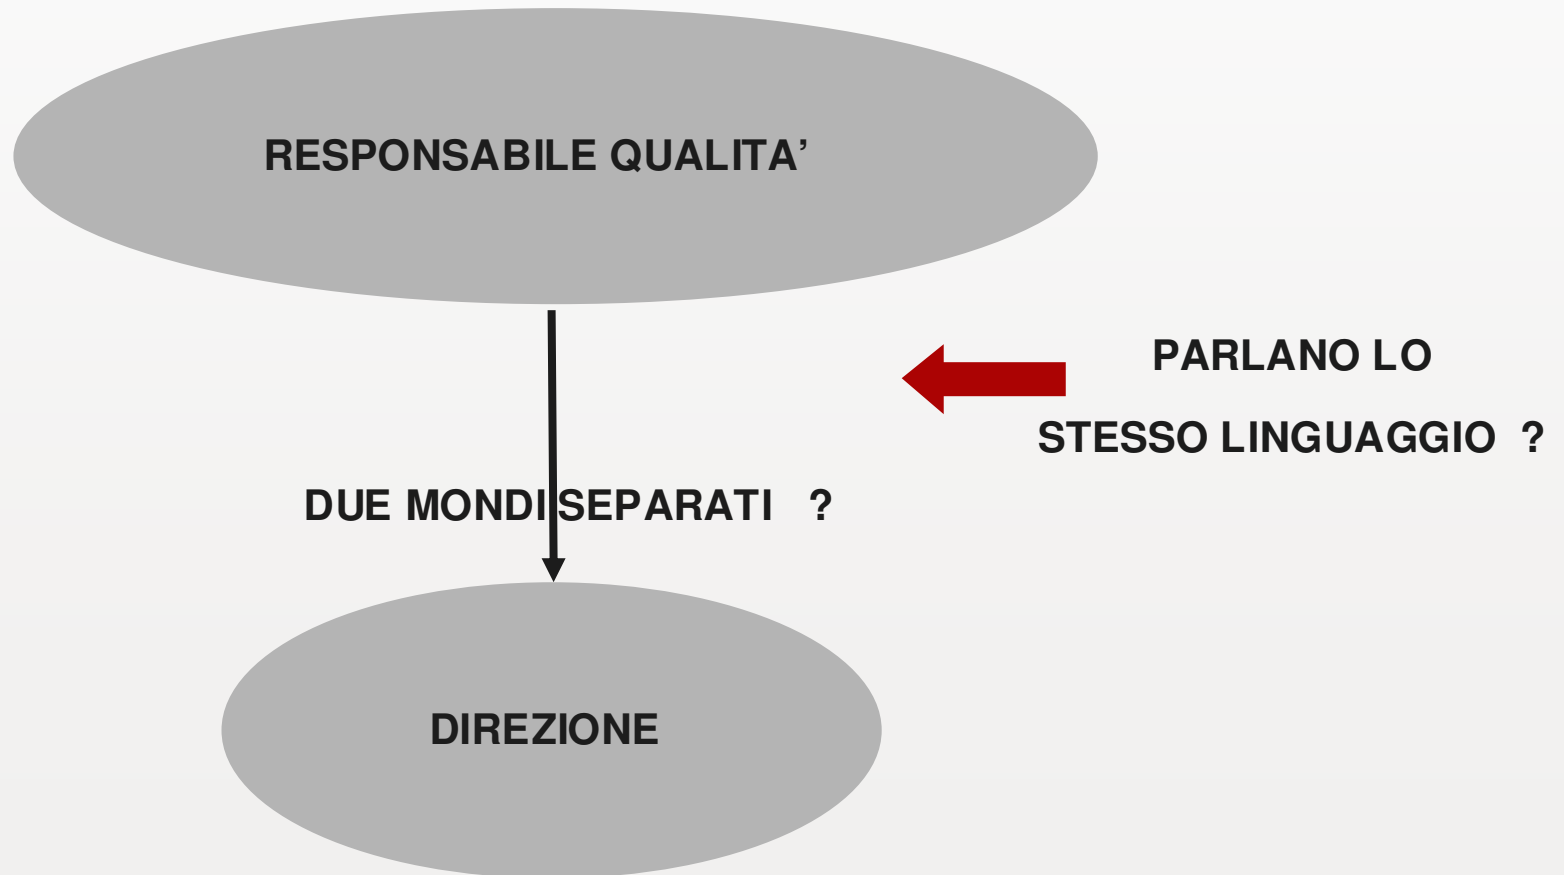 RESPONSABILE QUALITA’
PARLANO LO
STESSO LINGUAGGIO ?
DUE MONDI SEPARATI ?
DIREZIONE